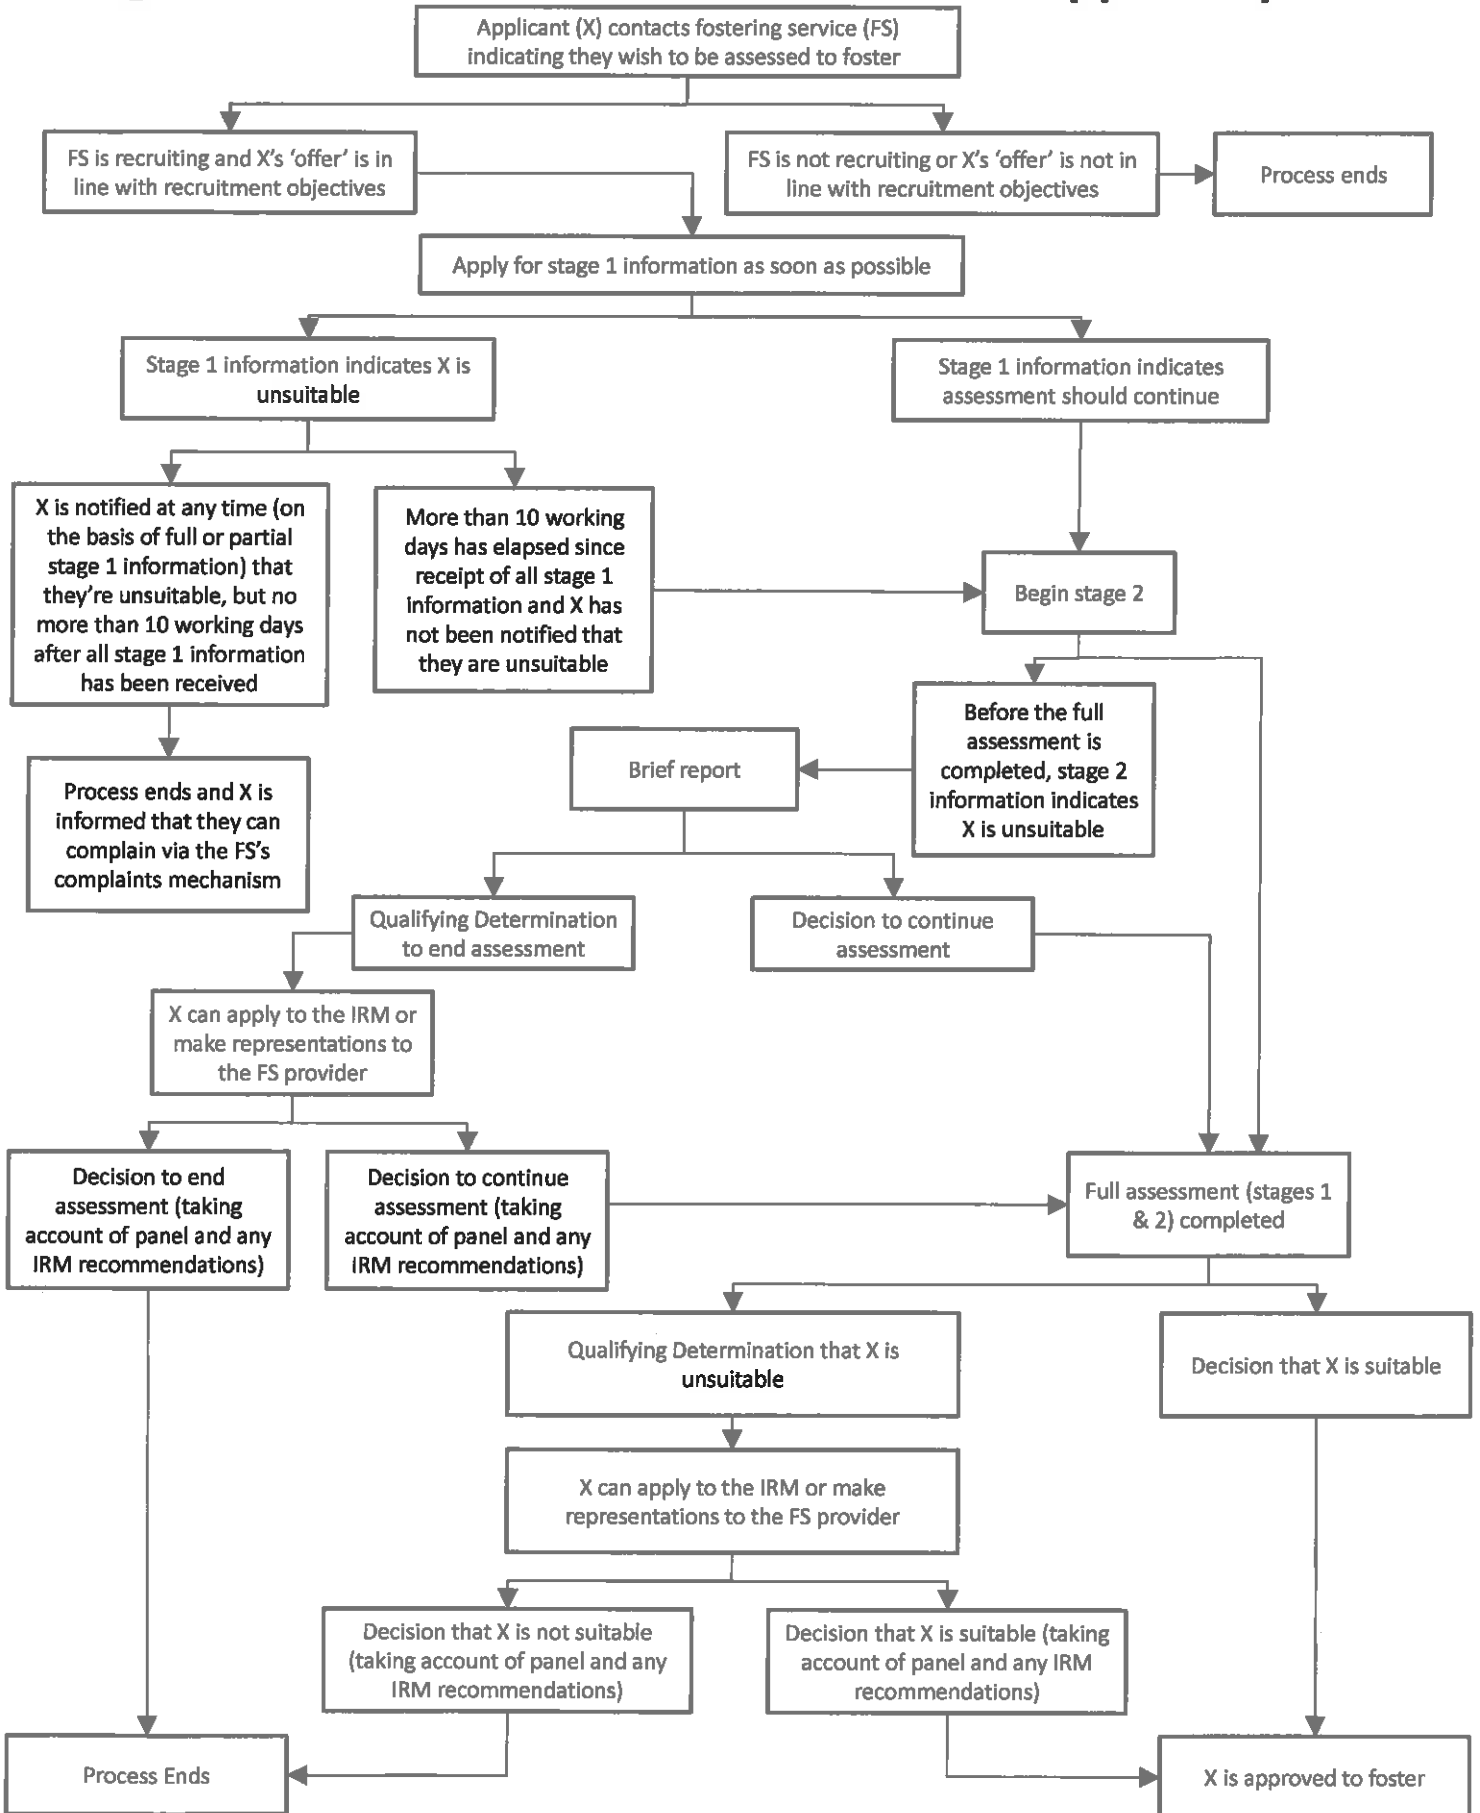 Applicant (X) contacts fostering service (FS)
indicating they wish to be assessed to foster
FS is recruiting and X's 'offer' is in
line with recruitment objectives
FS is not recruiting or X's 'offer' is not in
line with recruitment objectives
Process ends
Apply for stage 1 information as soon as possible
Stage 1 information indicates X is
unsuitable
Stage 1 information indicates
assessment should continue
X is notified at any time (on
the basis of full or partial
stage 1 information) that
they're unsuitable, but no
more than 10 working days
after all stage 1 information
has been received
More than 10 working
days has elapsed since
receipt of all stage 1
information and X has
not been notified that
they are unsuitable
Begin stage 2
Before the full
assessment is
completed, stage 2
information indicates
X is unsuitable
Brief report
Process ends and X is
informed that they can
complain via the FS's
complaints mechanism
Qualifying Determination
to end assessment
Decision to continue
assessment
X can apply to the IRM or
make representations to
the FS provider
Decision to end
assessment (taking
account of panel and any
IRM recommendations)
Decision to continue
assessment (taking
account of panel and any
IRM recommendations)
Full assessment (stages 1
& 2) completed
Qualifying Determination that X is
unsuitable
Decision that X is suitable
X can apply to the IRM or make
representations to the FS provider
Decision that X is not suitable
(taking account of panel and any
IRM recommendations)
Decision that X is suitable (taking
account of panel and any IRM
recommendations)
Process Ends
X is approved to foster